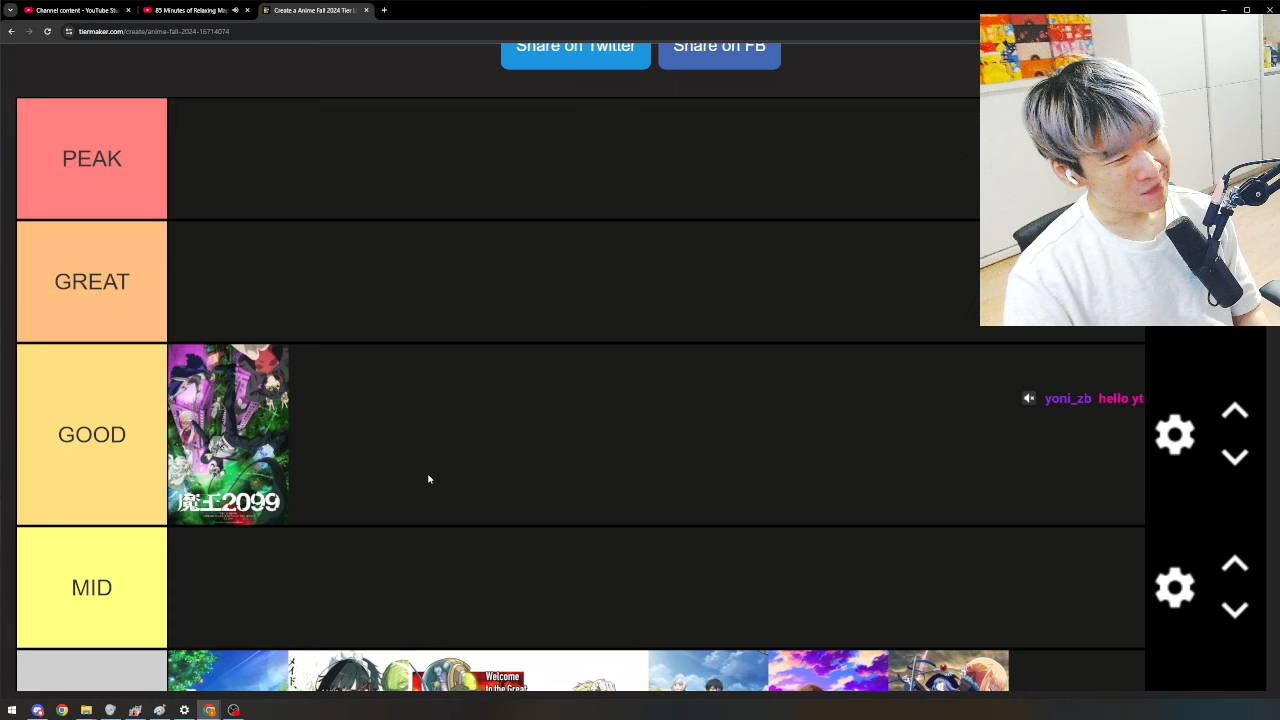 Channel content - YouTube Stu
85 Minutes of Relaxing Ma
Create a Anime Fall 2024 Tier Li
tiermaker.com/create/anime-fall-2024-16714074
Share on Twitter
Share on FB
PEAK
GREAT
GOOD
魔王2099
yoni_zb hello yt
MID
Welcome
to the Great